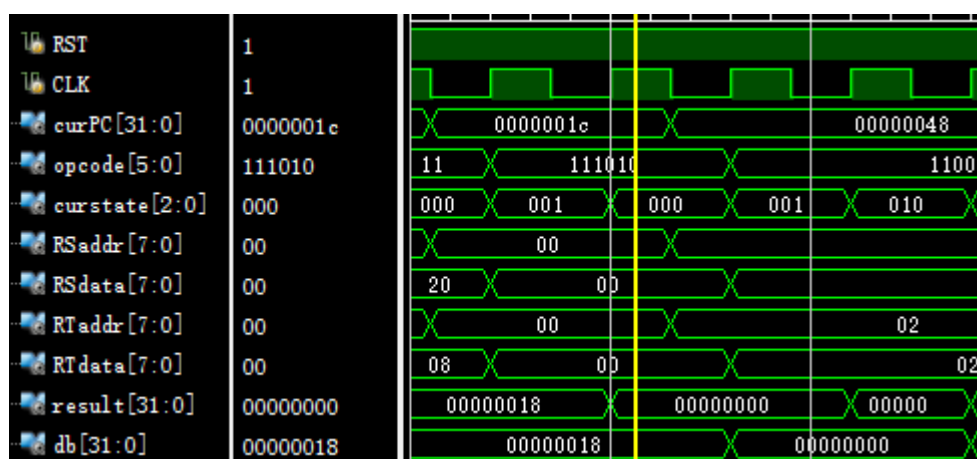 RST 1
CLK 1
curPC[31:0] 0000001c 0000001c 00000048
opcode[5:0] 111010 11 111010 1100
curstate[2:0] 000 000 001 000 001 010
RSaddr[7:0] 00 00
RSdata[7:0] 00 20 00
RTaddr[7:0] 00 00 02
RTdata[7:0] 00 08 00 02
result[31:0] 00000000 00000018 00000000 00000
db[31:0] 00000018 00000018 00000000